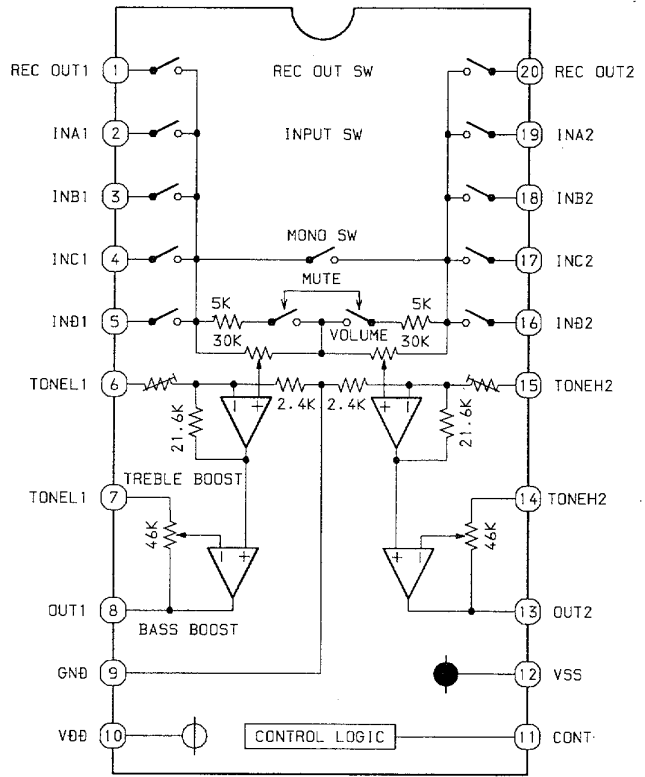 REC OUT1 1 REC OUT SW 20 REC OUT2
INA1 2 INPUT SW 19 INA2
INB1 3 18 INB2
MONO SW
INC1 4 17 INC2
MUTE
5K 5K
IND1 5 16 IND2
VOLUME
30K 30K
TONEL1 6 15 TONEH2
2.4K 2.4K
21.6K 21.6K
- + + -
TREBLE BOOST
TONEL1 7 14 TONEH2
46K 46K
- + + -
OUT1 8 13 OUT2
BASS BOOST
GND 9 12 VSS
VDD 10 CONTROL LOGIC 11 CONT